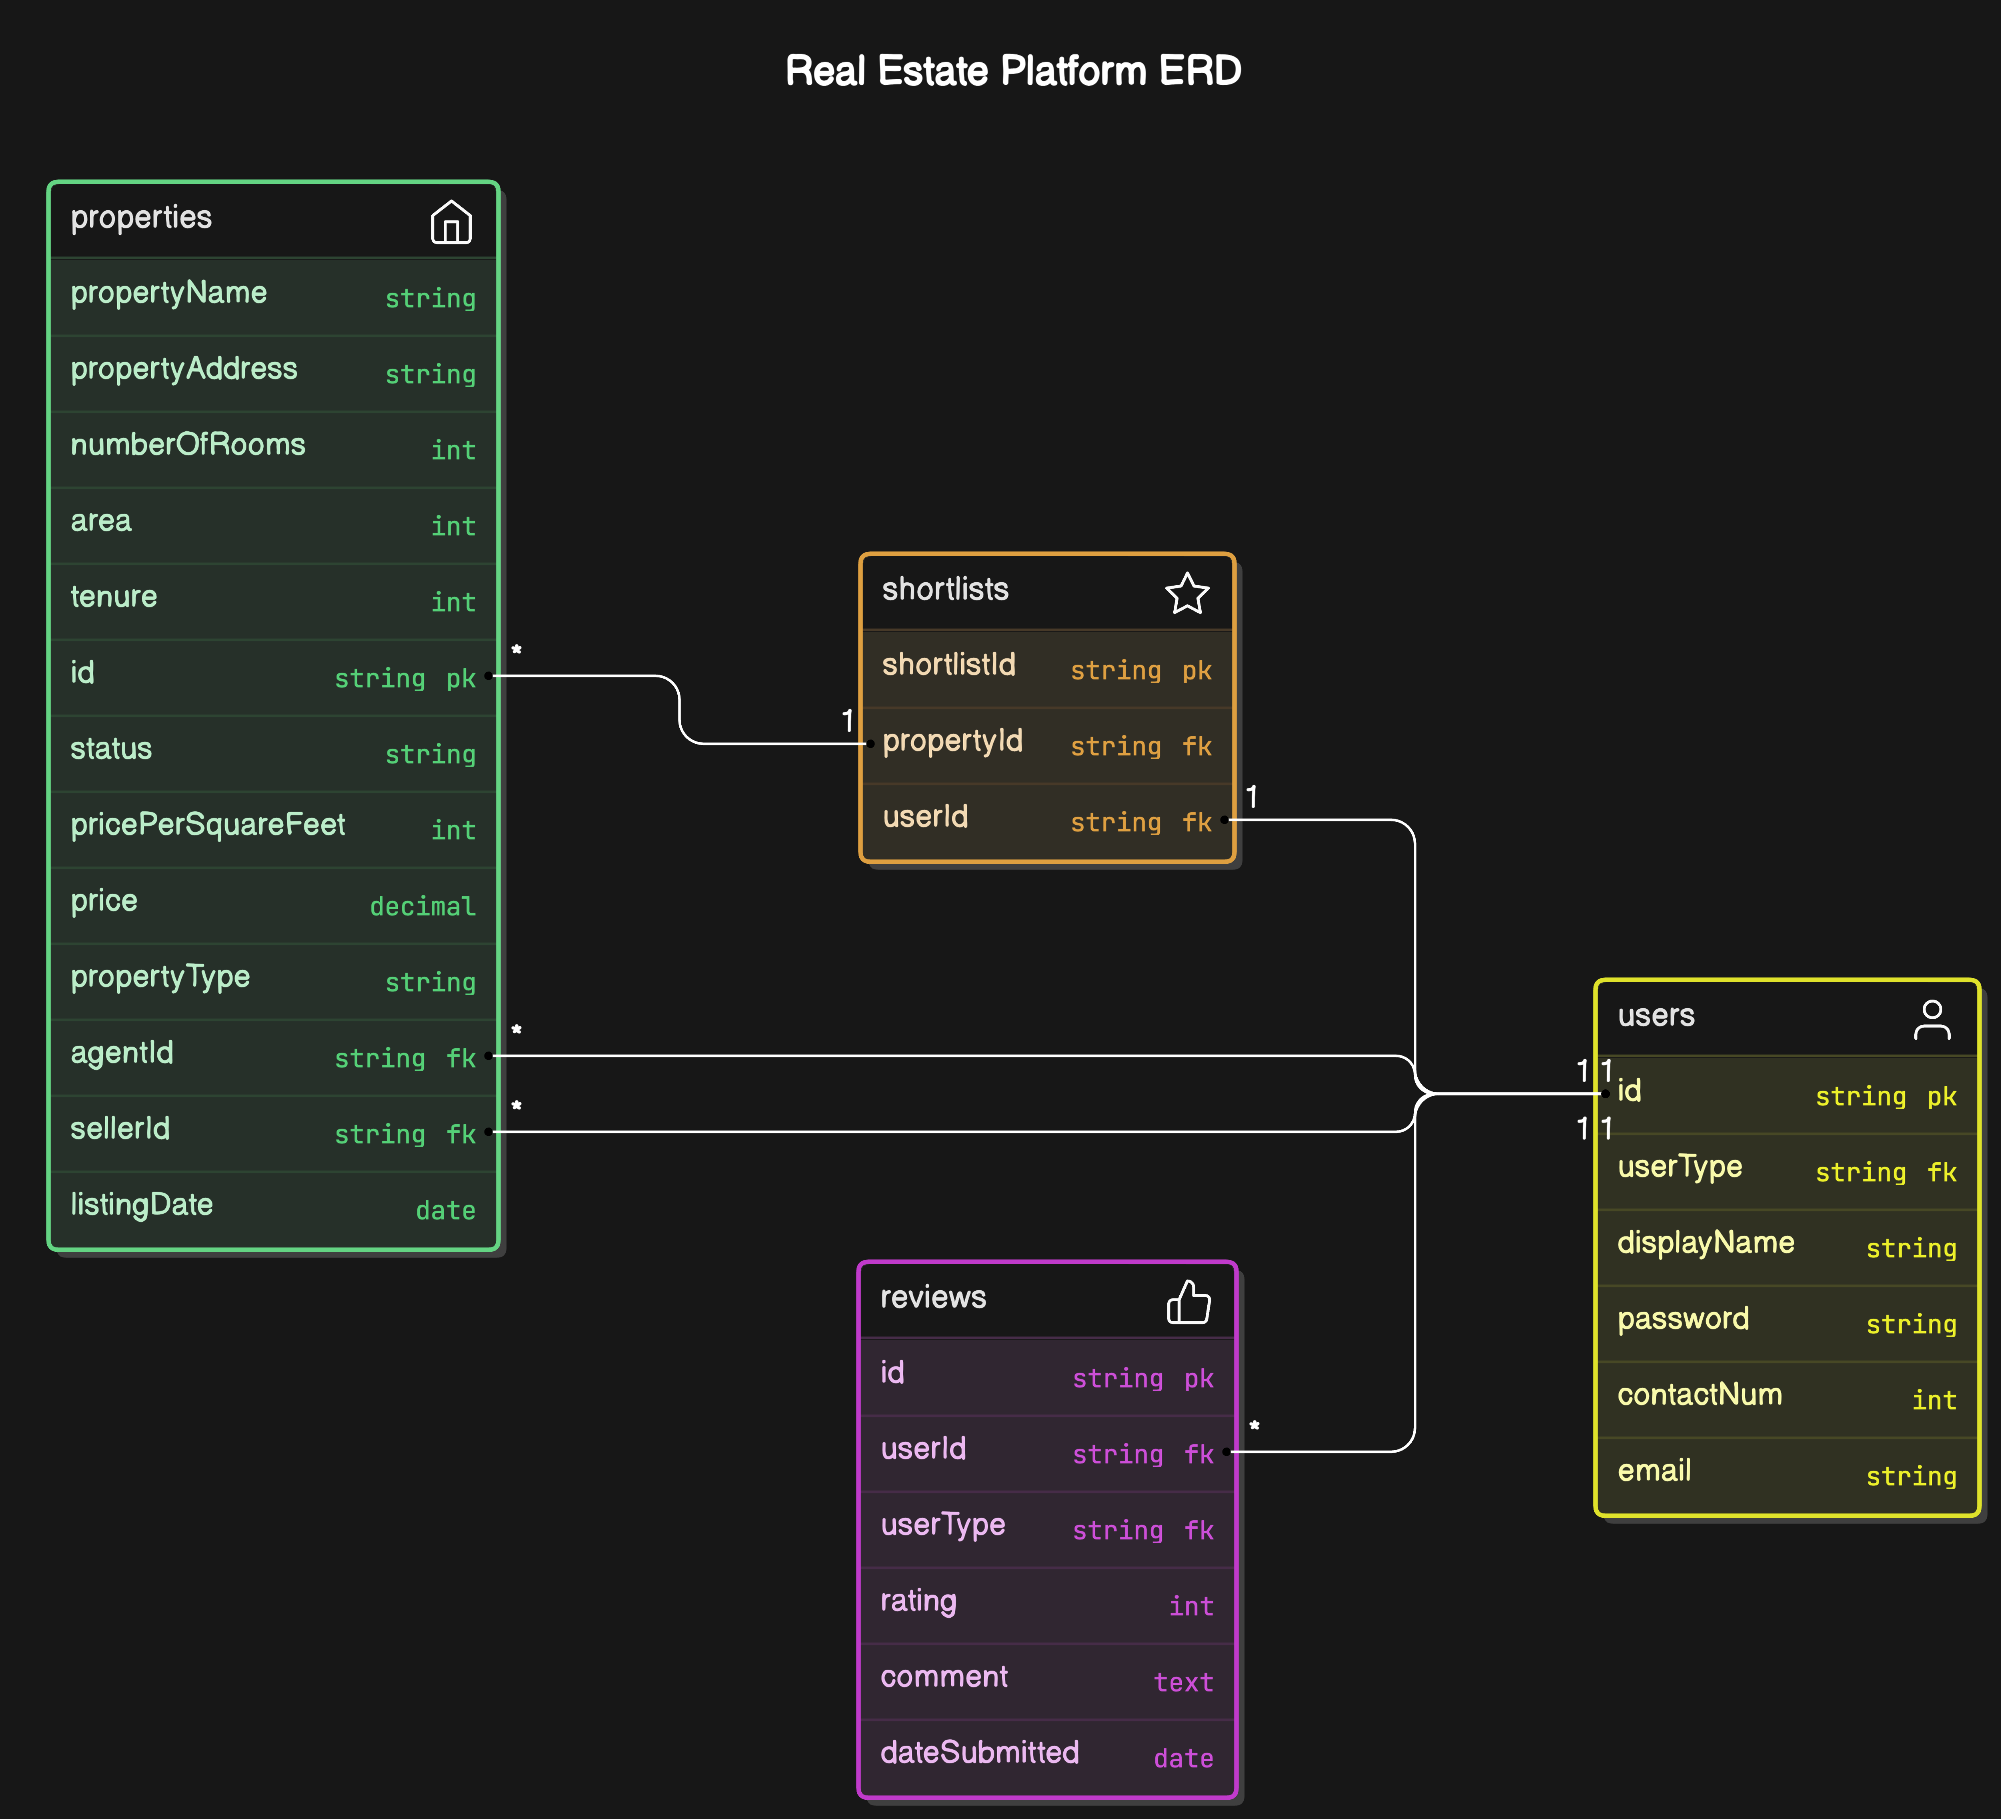 Real Estate Platform ERD
properties
propertyName string
propertyAddress string
numberOfRooms int
area int
tenure int
id string pk
status string
pricePerSquareFeet int
price decimal
propertyType string
agentId string fk
sellerId string fk
listingDate date
*
*
*
shortlists
shortlistId string pk
1
propertyId string fk
userId string fk
1
reviews
id string pk
userId string fk
*
userType string fk
rating int
comment text
dateSubmitted date
users
11
id string pk
11
userType string fk
displayName string
password string
contactNum int
email string